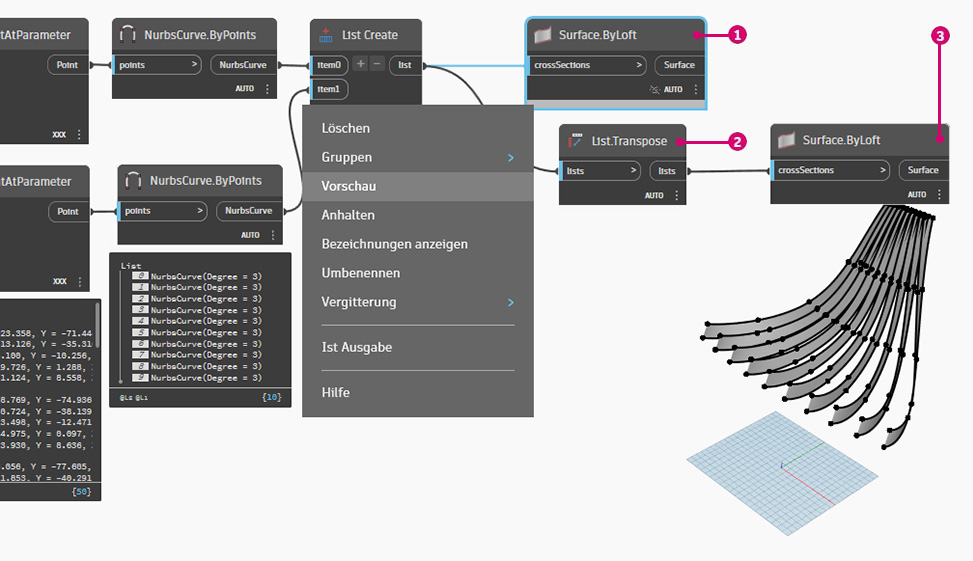 tAtParameter
Point
XXX
NurbsCurve.ByPoints
points
>
NurbsCurve
AUTO
List Create
item0
+
−
list
item1
Surface.ByLoft
crossSections
>
Surface
AUTO
1
tAtParameter
Point
XXX
NurbsCurve.ByPoints
points
>
NurbsCurve
AUTO
Löschen
Gruppen
>
Vorschau
Anhalten
Bezeichnungen anzeigen
Umbenennen
Vergitterung
>
Ist Ausgabe
Hilfe
List.Transpose
lists
>
lists
AUTO
2
Surface.ByLoft
crossSections
>
Surface
AUTO
3
List
0 NurbsCurve(Degree = 3)
1 NurbsCurve(Degree = 3)
2 NurbsCurve(Degree = 3)
3 NurbsCurve(Degree = 3)
4 NurbsCurve(Degree = 3)
5 NurbsCurve(Degree = 3)
6 NurbsCurve(Degree = 3)
7 NurbsCurve(Degree = 3)
8 NurbsCurve(Degree = 3)
9 NurbsCurve(Degree = 3)
@L2 @L1
{10}
23.358, Y = -71.44
13.126, Y = -35.31
.100, Y = -10.256,
9.726, Y = 1.288,
1.124, Y = 8.558,
8.769, Y = -74.936
0.724, Y = -38.139
3.498, Y = -12.471
4.975, Y = 0.097,
3.930, Y = 8.636,
.056, Y = -77.605,
1.853, Y = -40.291
{50}